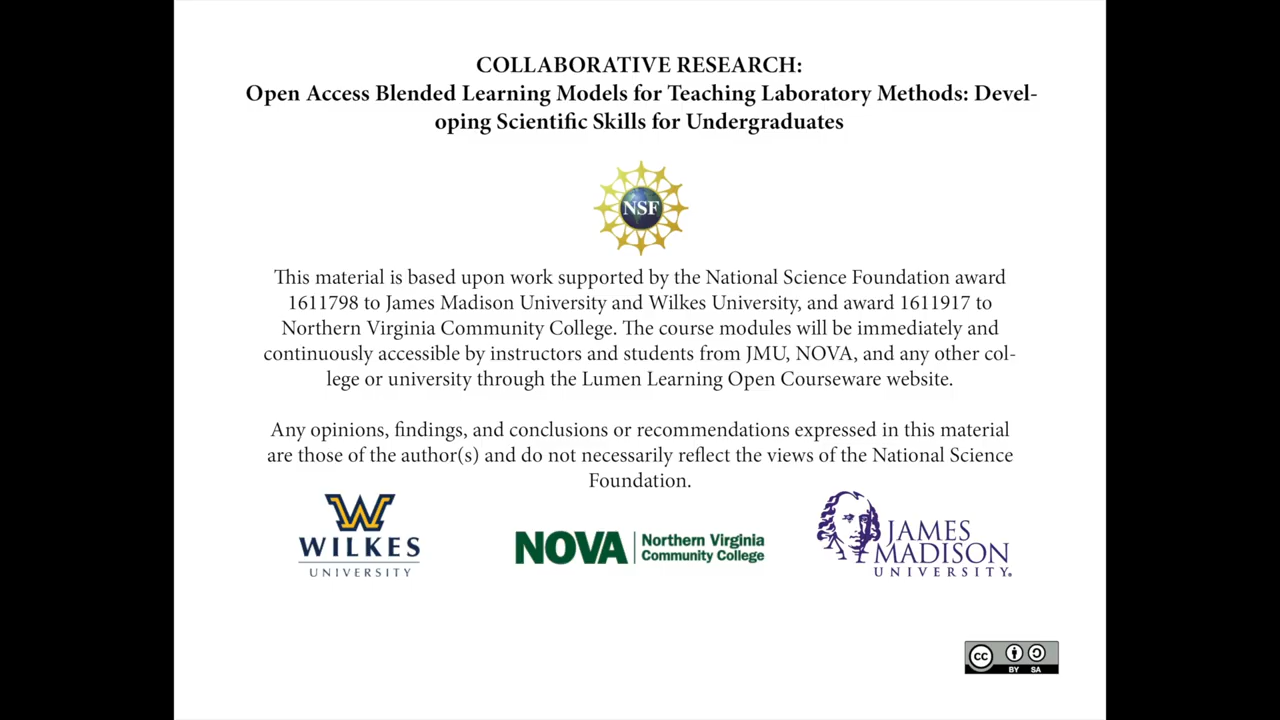 COLLABORATIVE RESEARCH:
Open Access Blended Learning Models for Teaching Laboratory Methods: Devel-
oping Scientific Skills for Undergraduates
NSF
This material is based upon work supported by the National Science Foundation award
1611798 to James Madison University and Wilkes University, and award 1611917 to
Northern Virginia Community College. The course modules will be immediately and
continuously accessible by instructors and students from JMU, NOVA, and any other col-
lege or university through the Lumen Learning Open Courseware website.
Any opinions, findings, and conclusions or recommendations expressed in this material
are those of the author(s) and do not necessarily reflect the views of the National Science
Foundation.
W
WILKES
UNIVERSITY
NOVA
Northern Virginia
Community College
JAMES
MADISON
UNIVERSITY®
CC
BY SA